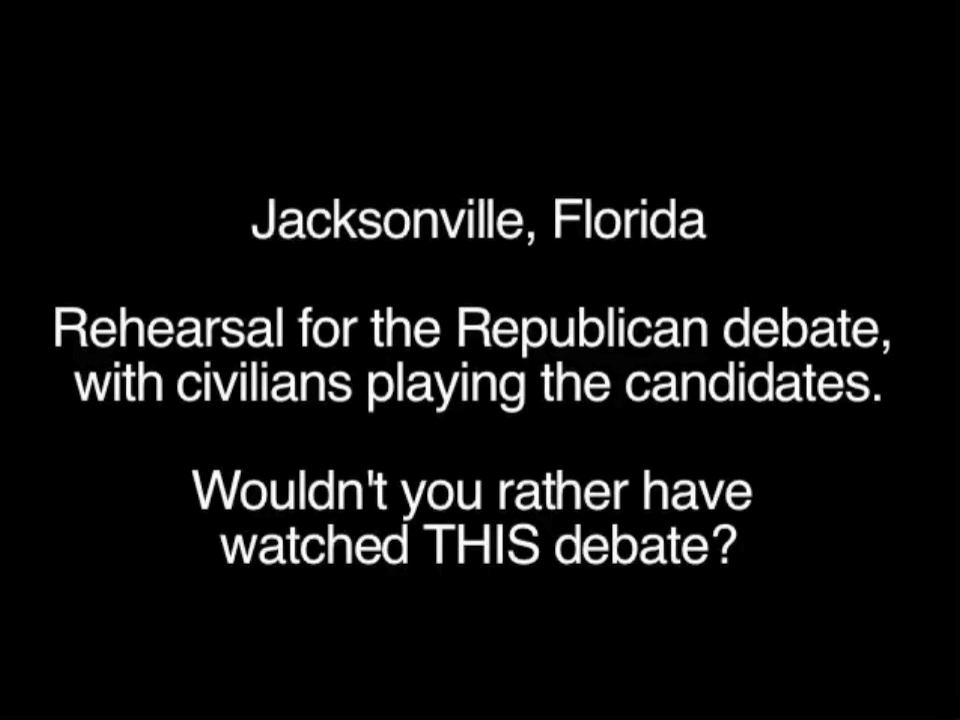 Jacksonville, Florida
Rehearsal for the Republican debate,
with civilians playing the candidates.
Wouldn't you rather have
watched THIS debate?